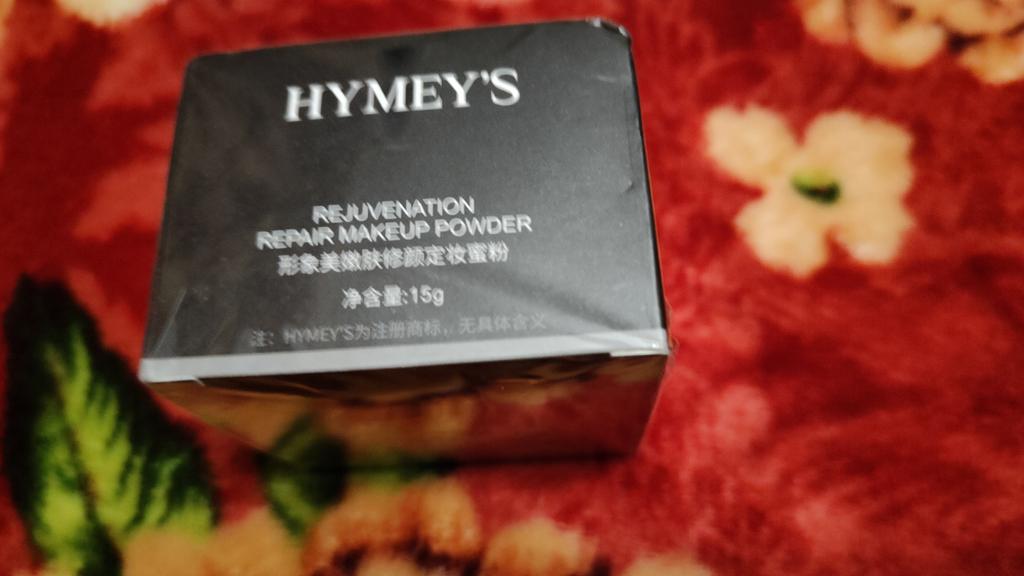 HYMEY'S
REJUVENATION
REPAIR MAKEUP POWDER
形象美嫩肤修颜定妆蜜粉
净含量:15g
注：HYMEY'S为注册商标，无具体含义